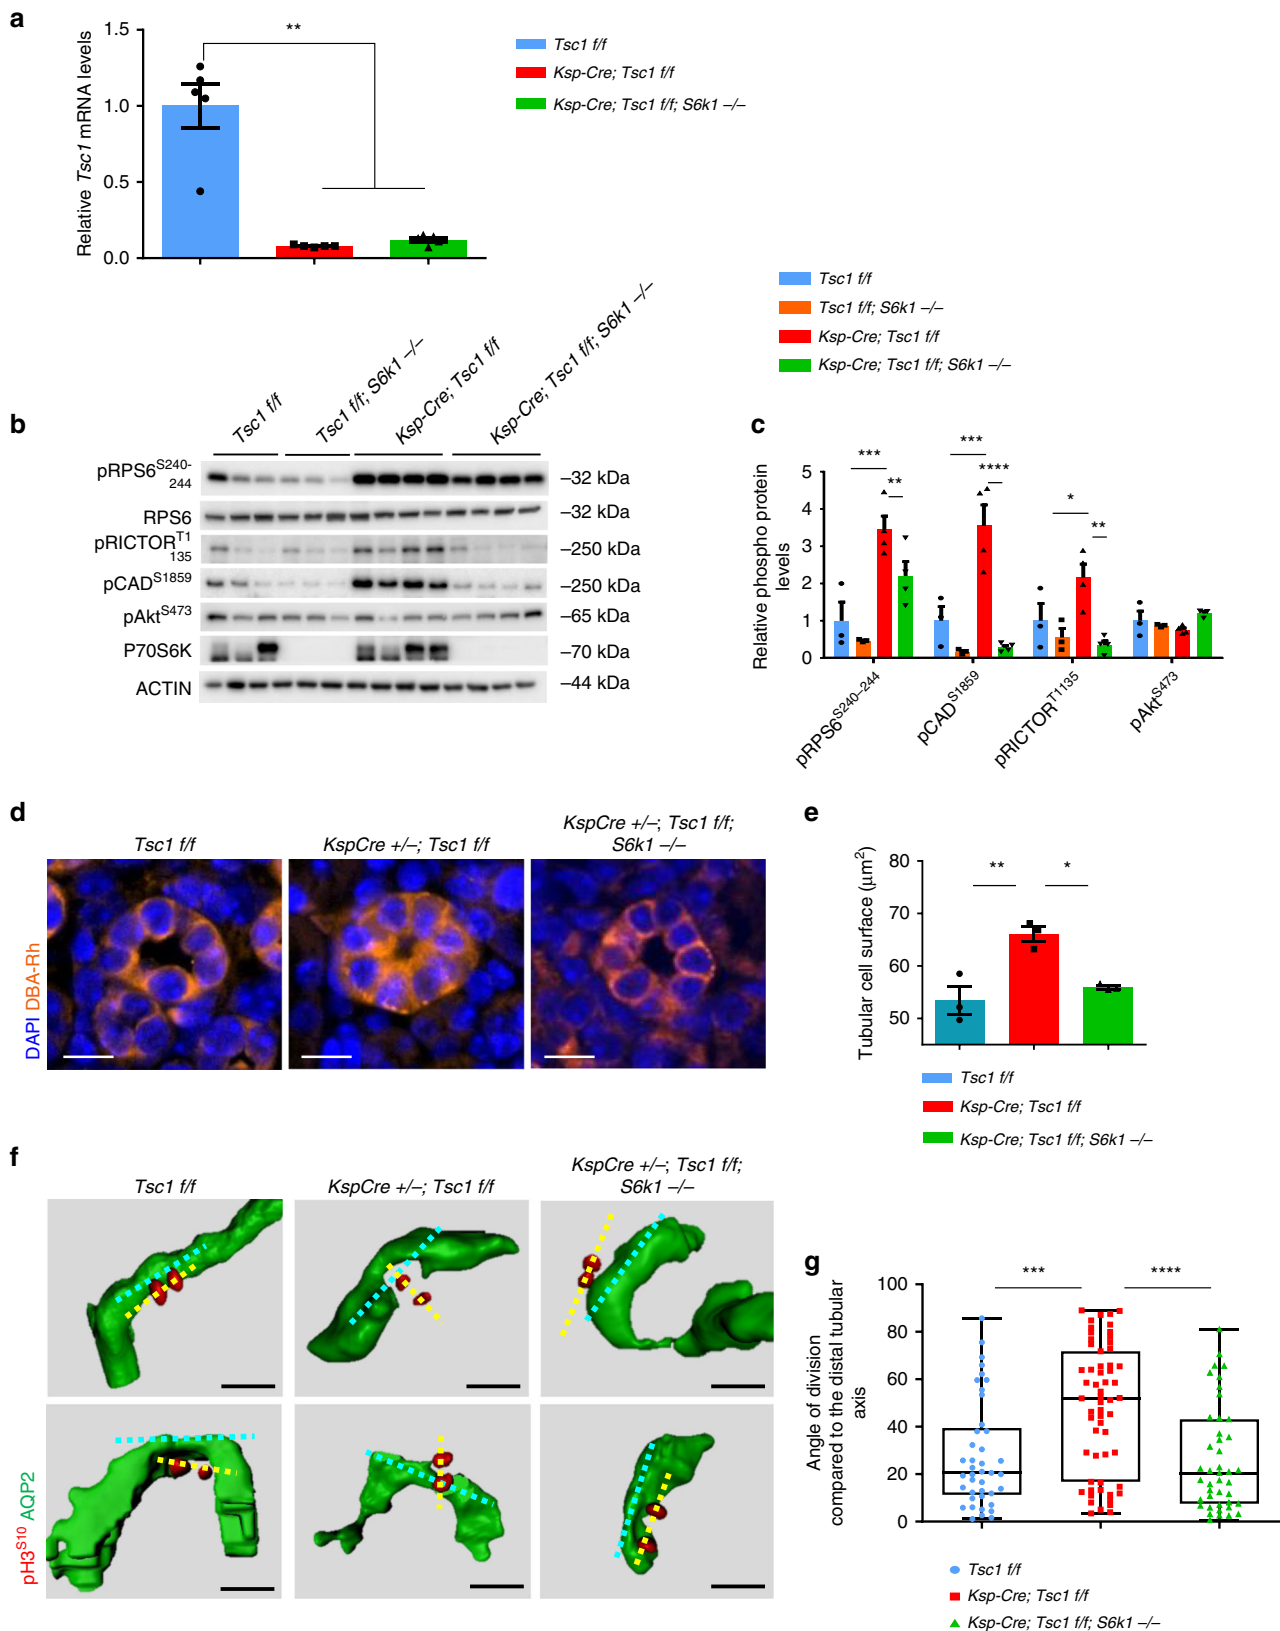 a
1.5
1.0
0.5
0.0
Relative Tsc1 mRNA levels
**
Tsc1 f/f
Ksp-Cre; Tsc1 f/f
Ksp-Cre; Tsc1 f/f; S6k1 –/–
b
Tsc1 f/f
Tsc1 f/f; S6k1 –/–
Ksp-Cre; Tsc1 f/f
Ksp-Cre; Tsc1 f/f; S6k1 –/–
pRPS6S240-
244
–32 kDa
RPS6
–32 kDa
pRICTORT1
135
–250 kDa
pCADS1859
–250 kDa
pAktS473
–65 kDa
P70S6K
–70 kDa
ACTIN
–44 kDa
Tsc1 f/f
Tsc1 f/f; S6k1 –/–
Ksp-Cre; Tsc1 f/f
Ksp-Cre; Tsc1 f/f; S6k1 –/–
c
Relative phospho protein
levels
5
4
3
2
1
0
***
**
***
****
*
**
pRPS6S240–244
pCADS1859
pRICTORT1135
pAktS473
d
Tsc1 f/f
KspCre +/–; Tsc1 f/f
KspCre +/–; Tsc1 f/f;
S6k1 –/–
DAPI DBA-Rh
e
Tubular cell surface (μm2)
80
70
60
50
**
*
Tsc1 f/f
Ksp-Cre; Tsc1 f/f
Ksp-Cre; Tsc1 f/f; S6k1 –/–
f
Tsc1 f/f
KspCre +/–; Tsc1 f/f
KspCre +/–; Tsc1 f/f;
S6k1 –/–
pH3S10 AQP2
g
Angle of division
compared to the distal tubular
axis
100
80
60
40
20
0
***
****
Tsc1 f/f
Ksp-Cre; Tsc1 f/f
Ksp-Cre; Tsc1 f/f; S6k1 –/–